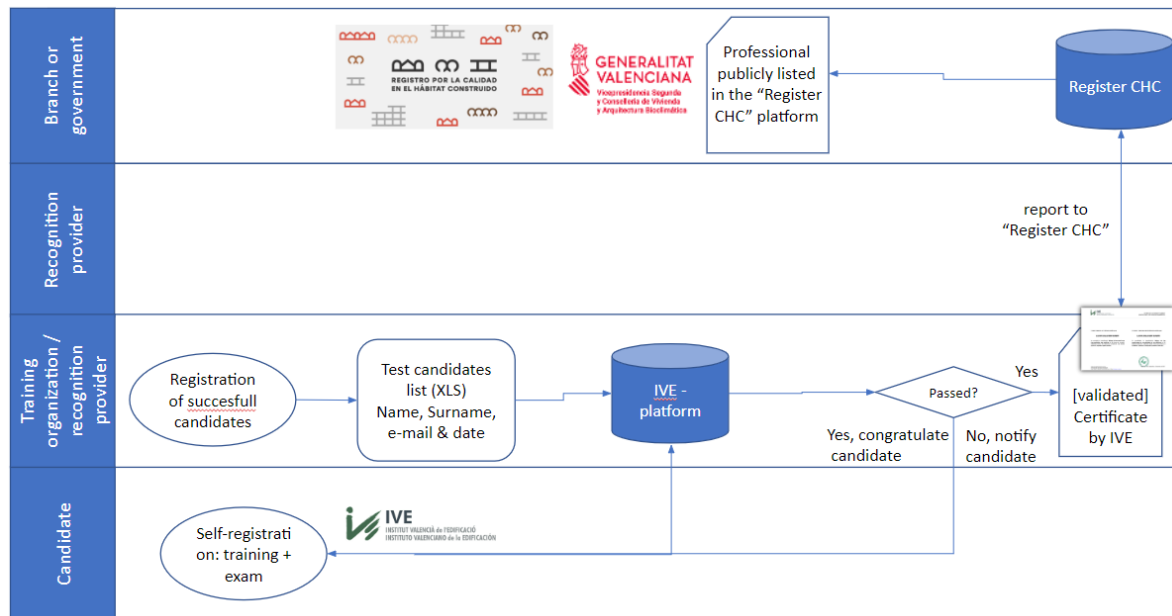 Branch or
government
REGISTRO POR LA CALIDAD
EN EL HÁBITAT CONSTRUIDO
GENERALITAT
VALENCIANA
Vicepresidencia Segunda
y Conselleria de Vivienda
y Arquitectura Bioclimática
Professional
publicly listed
in the “Register
CHC” platform
Register CHC
Recognition
provider
report to
“Register CHC”
Training
organization /
recognition
provider
Registration
of succesfull
candidates
Test candidates
list (XLS)
Name, Surname,
e-mail & date
IVE -
platform
Passed?
Yes
Yes, congratulate
candidate
No, notify
candidate
[validated]
Certificate
by IVE
Candidate
Self-registrati
on: training +
exam
IVE
INSTITUT VALENCIÀ de l'EDIFICACIÓ
INSTITUTO VALENCIANO de la EDIFICACIÓN